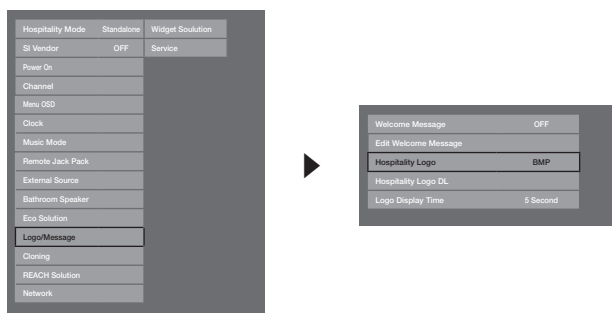 Hospitality Mode Standalone Widget Soulution
SI Vendor OFF Service
Power On
Channel
Menu OSD
Clock
Music Mode
Remote Jack Pack
External Source
Bathroom Speaker
Eco Solution
Logo/Message
Cloning
REACH Solution
Network
Welcome Message OFF
Edit Welcome Message
Hospitality Logo BMP
Hospitality Logo DL
Logo Display Time 5 Second